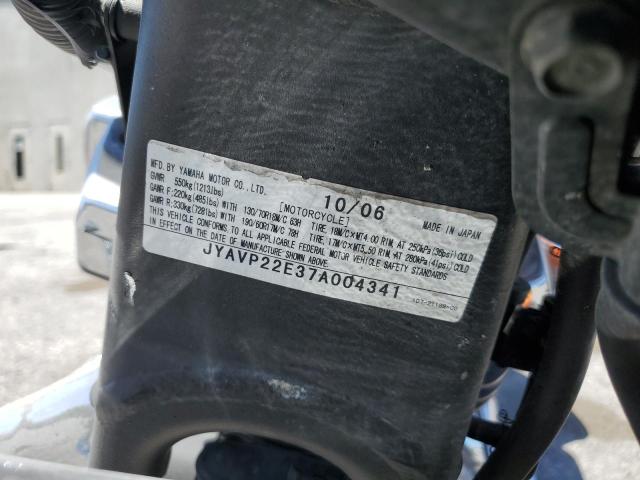 MFD. BY YAMAHA MOTOR CO., LTD. 10/06 MADE IN JAPAN
GVWR 550kg(1213lbs) [MOTORCYCLE]
GAWR F:220kg(485lbs) WITH 130/70R18M/C 63H TIRE, 18M/C×MT4.00 RIM, AT 250kPa(36psi)COLD
GAWR R:330kg(728lbs) WITH 190/60R17M/C 78H TIRE, 17M/C×MT5.50 RIM, AT 280kPa(41psi)COLD
THIS VEHICLE CONFORMS TO ALL APPLICABLE FEDERAL MOTOR VEHICLE SAFETY STANDARDS
IN EFFECT ON THE DATE OF MANUFACTURE SHOWN ABOVE.
JYAVP22E37A004341